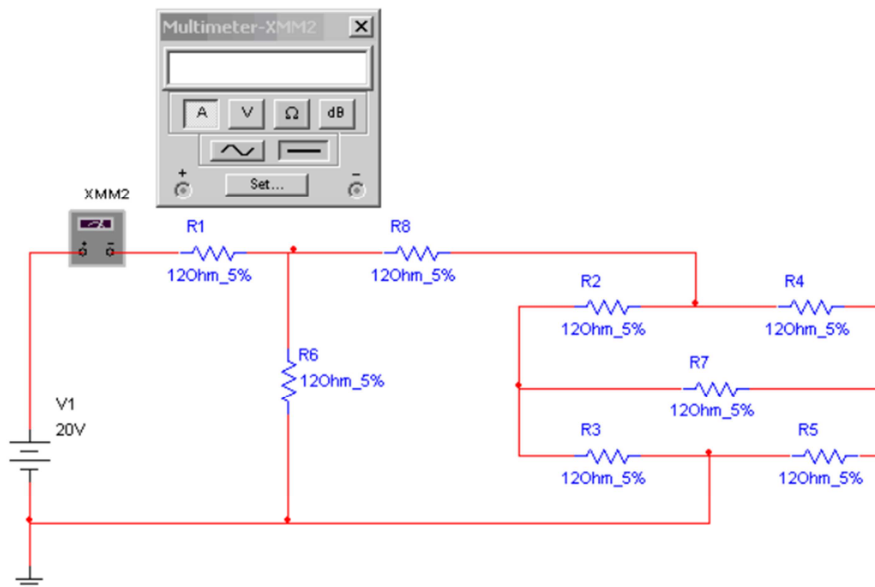 Multimeter-XMM2
A V Ω dB
+ −
Set...
XMM2
R1
12Ohm_5%
R8
12Ohm_5%
R2
12Ohm_5%
R4
12Ohm_5%
R7
12Ohm_5%
R6
12Ohm_5%
V1
20V
R3
12Ohm_5%
R5
12Ohm_5%